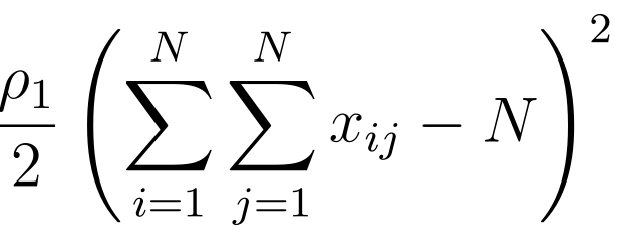 \frac{\rho_1}{2} \left( \sum_{i=1}^{N} \sum_{j=1}^{N} x_{ij} - N \right)^2